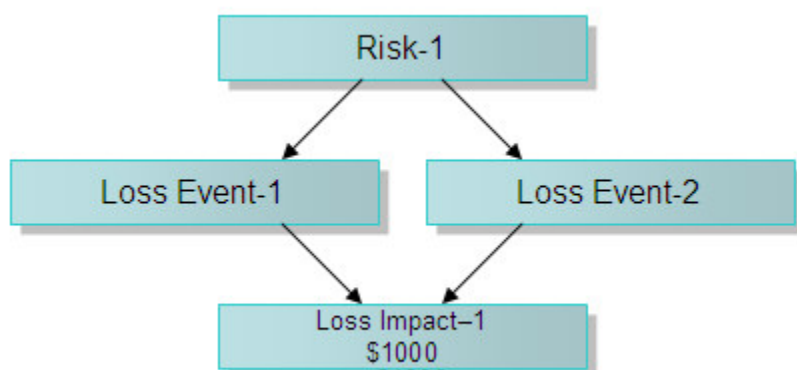 Risk-1
Loss Event-1
Loss Event-2
Loss Impact–1
$1000